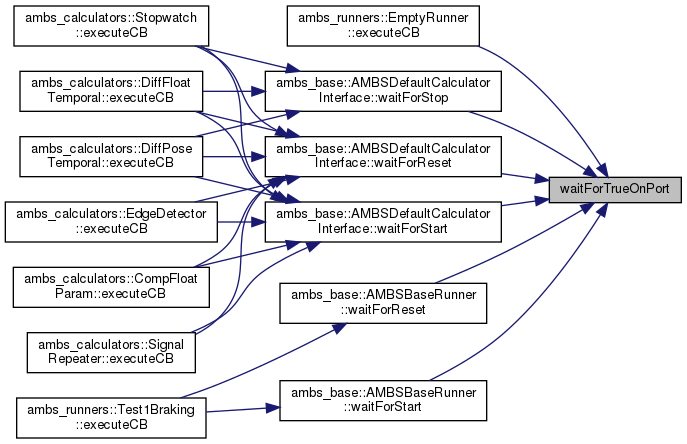 ambs_calculators::Stopwatch
::executeCB
ambs_runners::EmptyRunner
::executeCB
ambs_calculators::DiffFloat
Temporal::executeCB
ambs_base::AMBSDefaultCalculator
Interface::waitForStop
ambs_calculators::DiffPose
Temporal::executeCB
ambs_base::AMBSDefaultCalculator
Interface::waitForReset
waitForTrueOnPort
ambs_calculators::EdgeDetector
::executeCB
ambs_base::AMBSDefaultCalculator
Interface::waitForStart
ambs_calculators::CompFloat
Param::executeCB
ambs_base::AMBSBaseRunner
::waitForReset
ambs_calculators::Signal
Repeater::executeCB
ambs_base::AMBSBaseRunner
::waitForStart
ambs_runners::Test1Braking
::executeCB